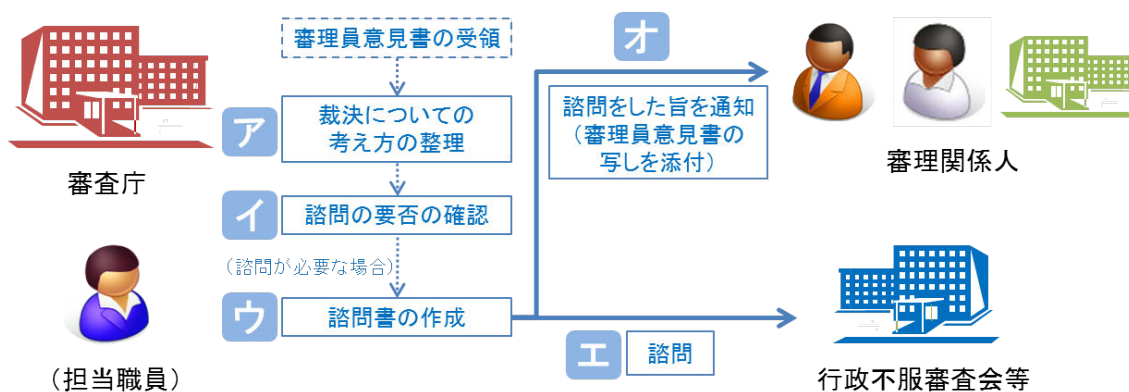 審査庁
(担当職員)
審理員意見書の受領
ア
裁決についての
考え方の整理
イ
諮問の要否の確認
(諮問が必要な場合)
ウ
諮問書の作成
オ
諮問をした旨を通知
(審理員意見書の
写しを添付)
エ
諮問
審理関係人
行政不服審査会等